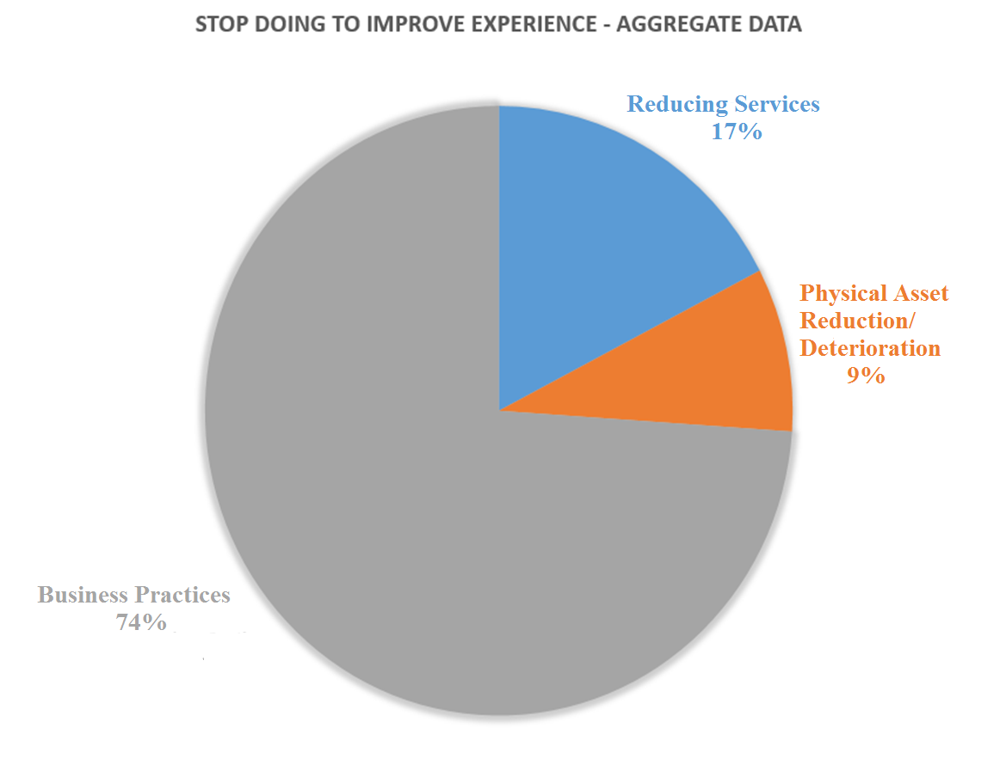 STOP DOING TO IMPROVE EXPERIENCE - AGGREGATE DATA
Reducing Services
17%
Physical Asset
Reduction/
Deterioration
9%
Business Practices
74%